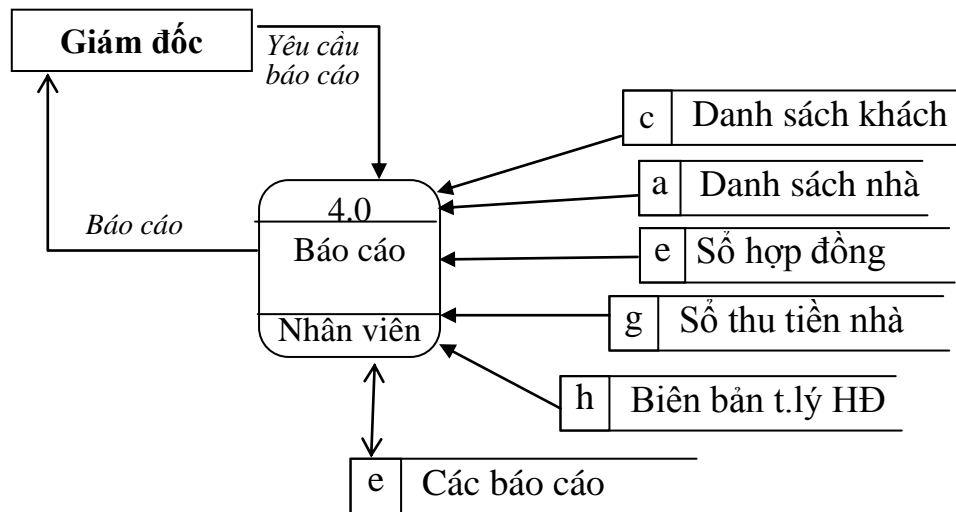 Giám đốc
Yêu cầu
báo cáo
c Danh sách khách
a Danh sách nhà
4.0
Báo cáo
Báo cáo
e Sổ hợp đồng
g Sổ thu tiền nhà
Nhân viên
h Biên bản t.lý HĐ
e Các báo cáo